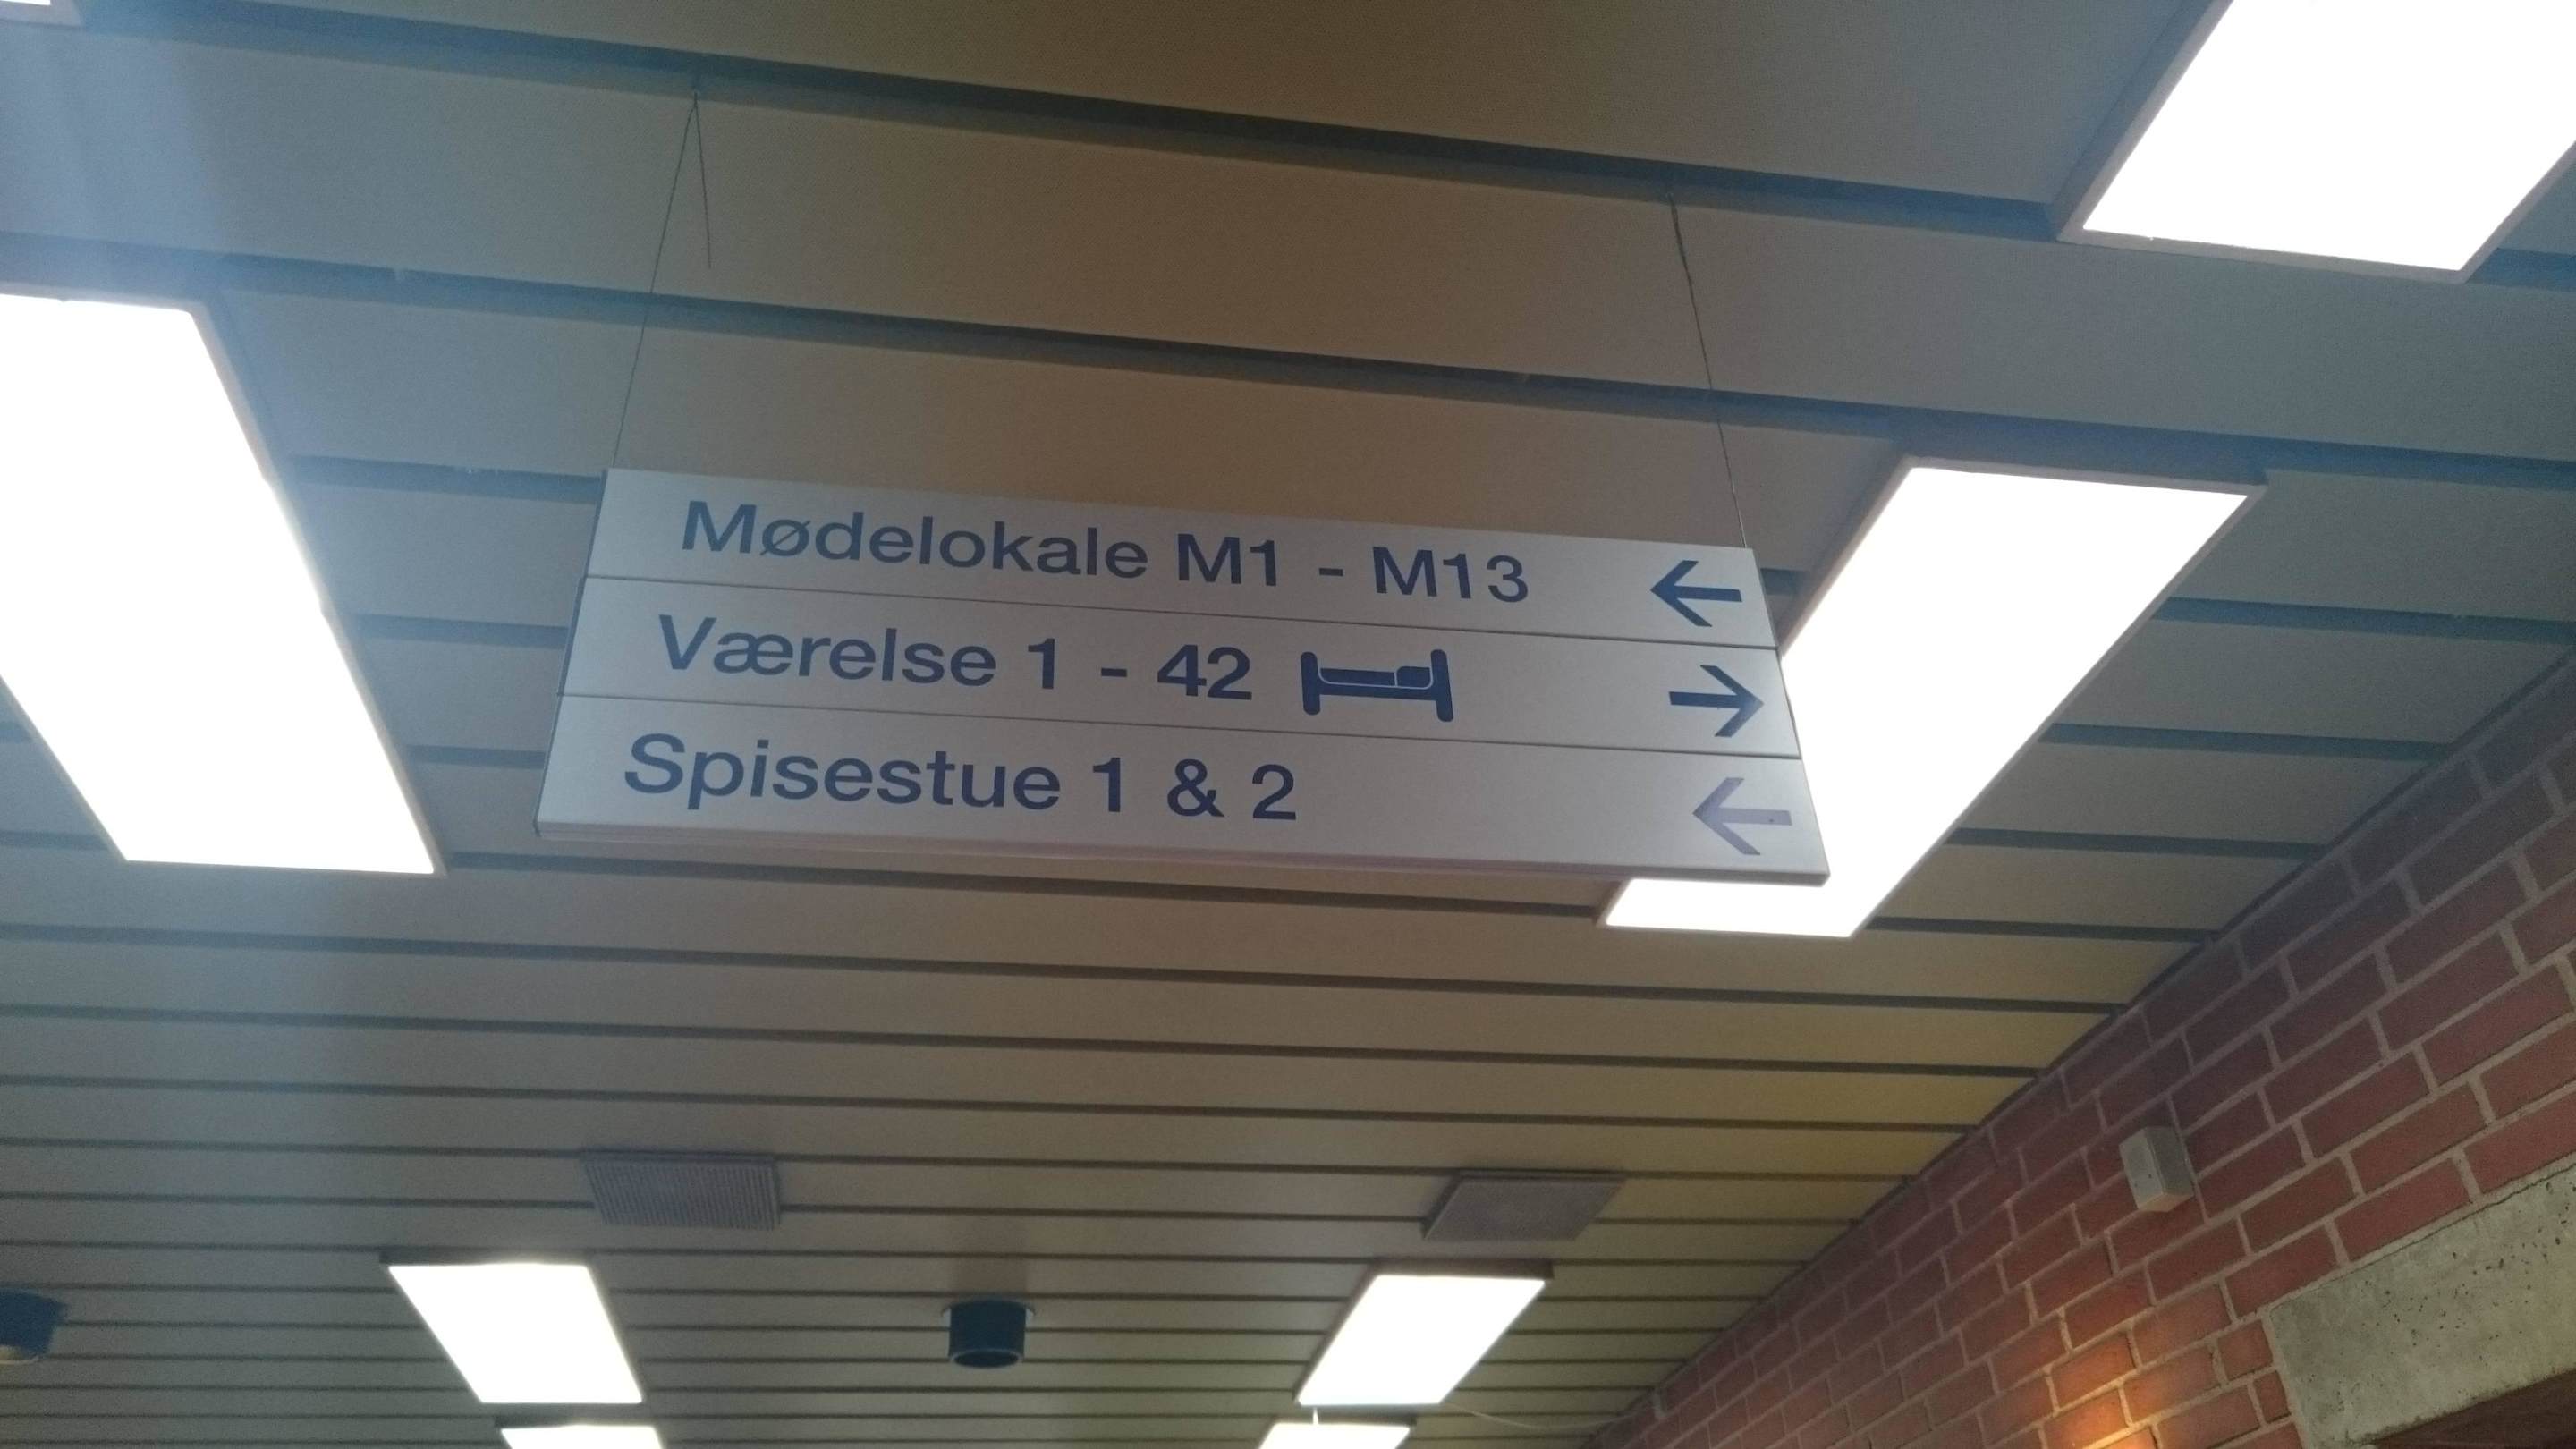 Mødelokale M1 - M13 ←
Værelse 1 - 42 →
Spisestue 1 & 2 ←